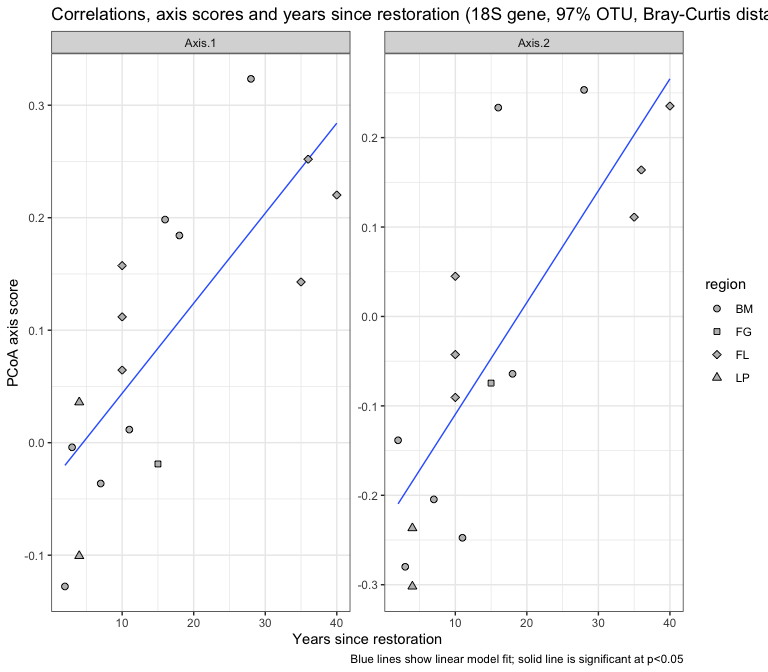 Correlations, axis scores and years since restoration (18S gene, 97% OTU, Bray-Curtis dista
Axis.1
Axis.2
PCoA axis score
0.3
0.2
0.1
0.0
-0.1
0.2
0.1
0.0
-0.1
-0.2
-0.3
10
20
30
40
10
20
30
40
Years since restoration
region
BM
FG
FL
LP
Blue lines show linear model fit; solid line is significant at p<0.05